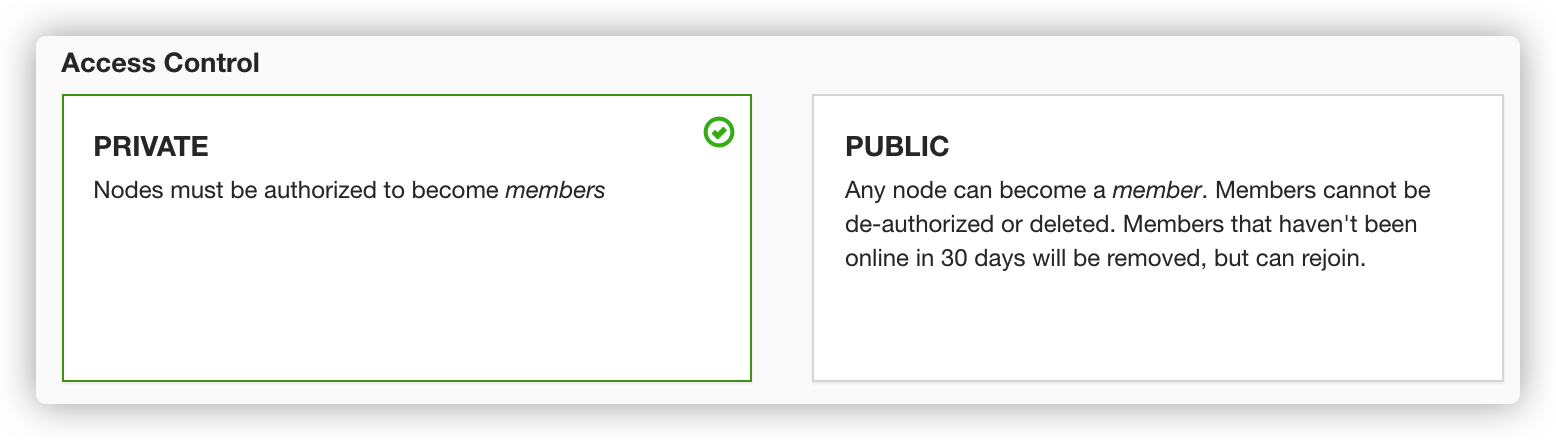 Access Control
PRIVATE
Nodes must be authorized to become members
PUBLIC
Any node can become a member. Members cannot be
de-authorized or deleted. Members that haven't been
online in 30 days will be removed, but can rejoin.